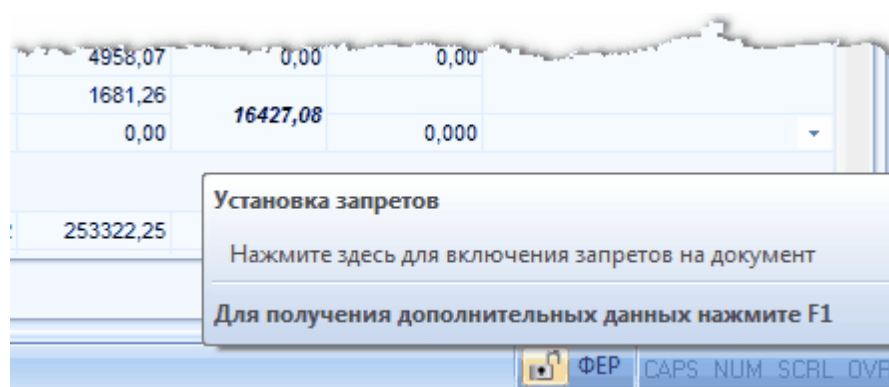 4958,07 0,00 0,00
1681,26
16427,08
0,00 0,000
Установка запретов
253322,25
Нажмите здесь для включения запретов на документ
Для получения дополнительных данных нажмите F1
ФЕР CAPS NUM SCRL OVR